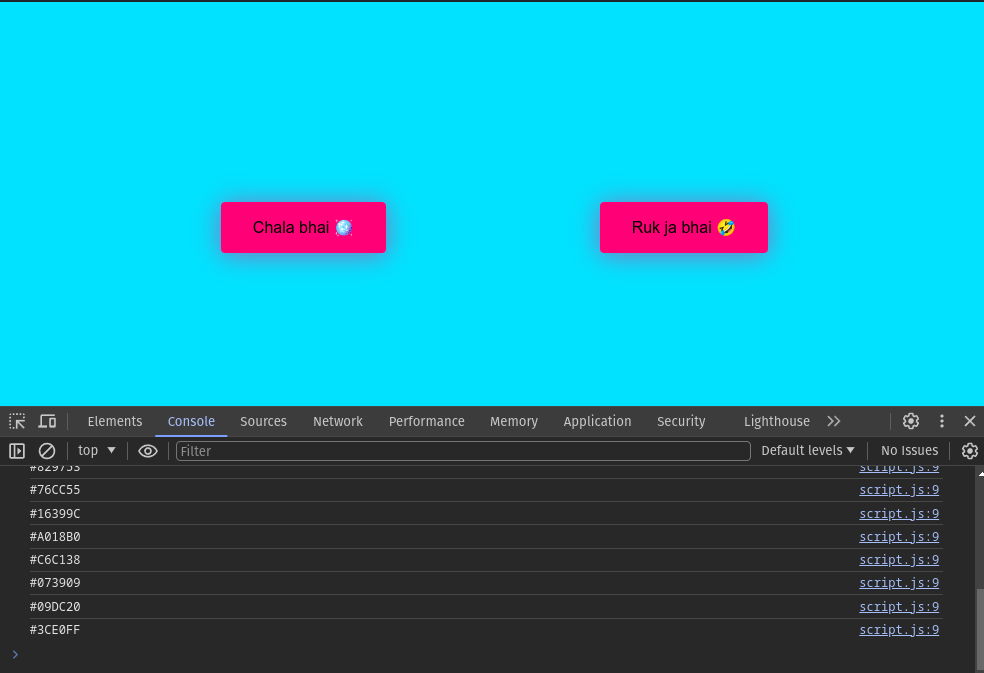 Chala bhai 🪩
Ruk ja bhai 🤣
Elements Console Sources Network Performance Memory Application Security Lighthouse
top Filter Default levels No Issues
#829753 script.js:9
#76CC55 script.js:9
#16399C script.js:9
#A018B0 script.js:9
#C6C138 script.js:9
#073909 script.js:9
#09DC20 script.js:9
#3CE0FF script.js:9